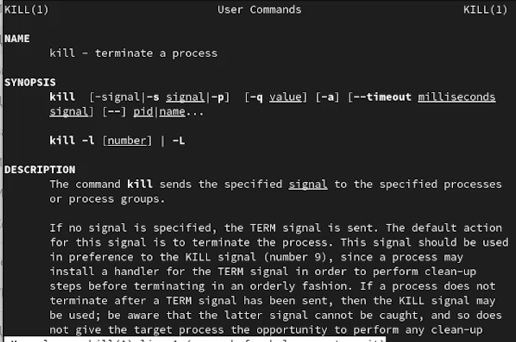 KILL(1) User Commands KILL(1)
NAME
kill - terminate a process
SYNOPSIS
kill [-signal|-s signal|-p] [-q value] [-a] [--timeout milliseconds
signal] [--] pid|name...
kill -l [number] | -L
DESCRIPTION
The command kill sends the specified signal to the specified processes
or process groups.
If no signal is specified, the TERM signal is sent. The default action
for this signal is to terminate the process. This signal should be used
in preference to the KILL signal (number 9), since a process may
install a handler for the TERM signal in order to perform clean-up
steps before terminating in an orderly fashion. If a process does not
terminate after a TERM signal has been sent, then the KILL signal may
be used; be aware that the latter signal cannot be caught, and so does
not give the target process the opportunity to perform any clean-up